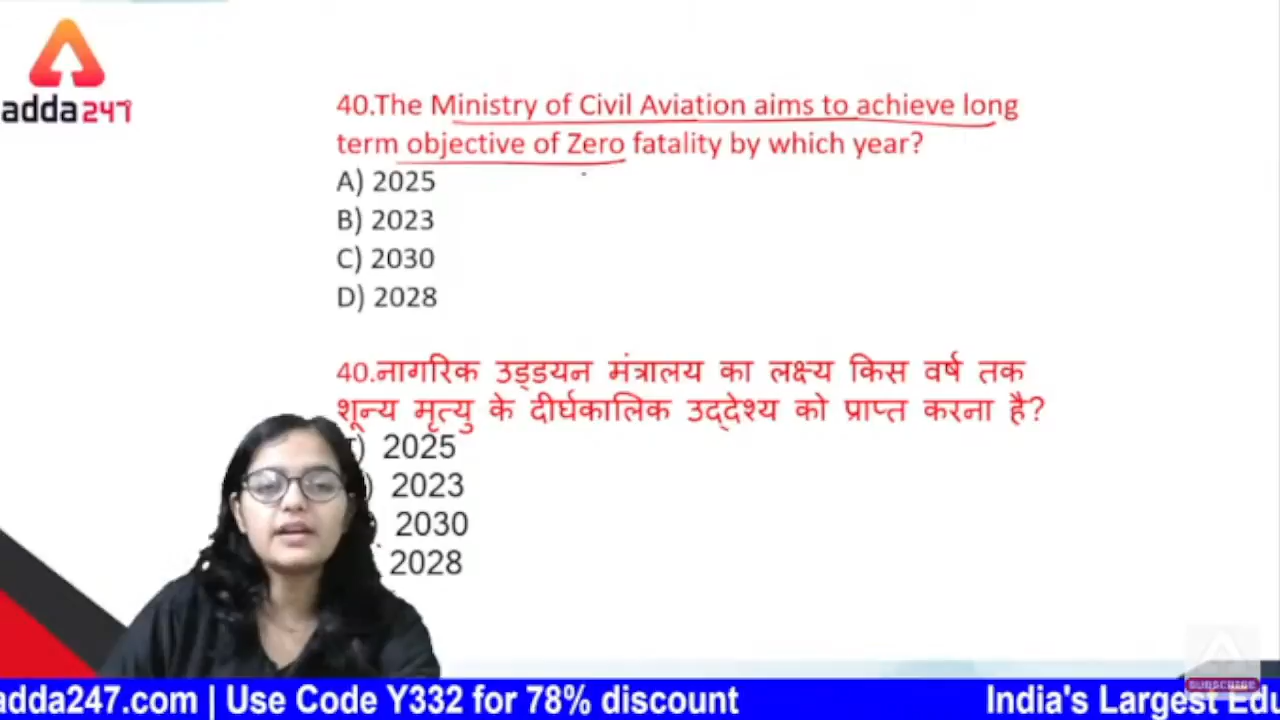 adda247
40.The Ministry of Civil Aviation aims to achieve long
term objective of Zero fatality by which year?
A) 2025
B) 2023
C) 2030
D) 2028
40.नागरिक उड्डयन मंत्रालय का लक्ष्य किस वर्ष तक
शून्य मृत्यु के दीर्घकालिक उद्देश्य को प्राप्त करना है?
2025
2023
2030
2028
SUBSCRIBE
adda247.com | Use Code Y332 for 78% discount
India's Largest Edu